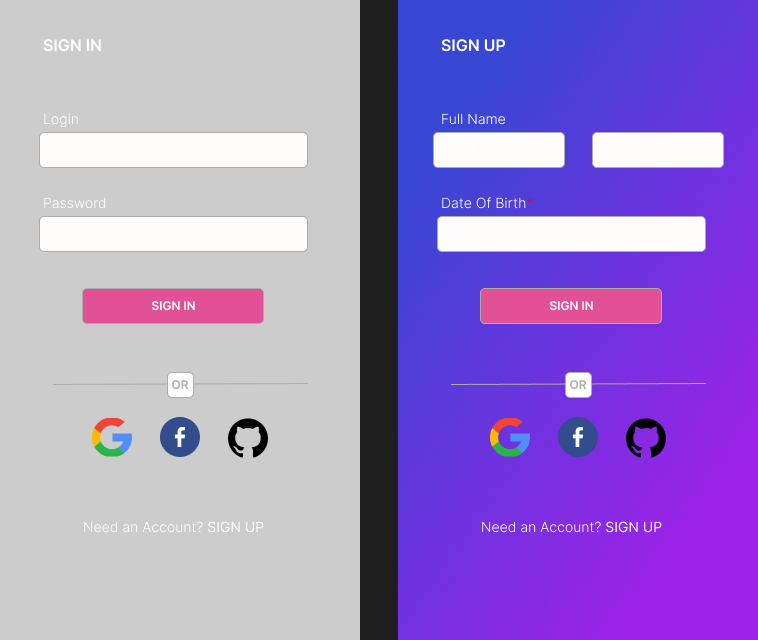 SIGN IN
Login
Password
SIGN IN
OR
f
Need an Account? SIGN UP
SIGN UP
Full Name
Date Of Birth*
SIGN IN
OR
f
Need an Account? SIGN UP